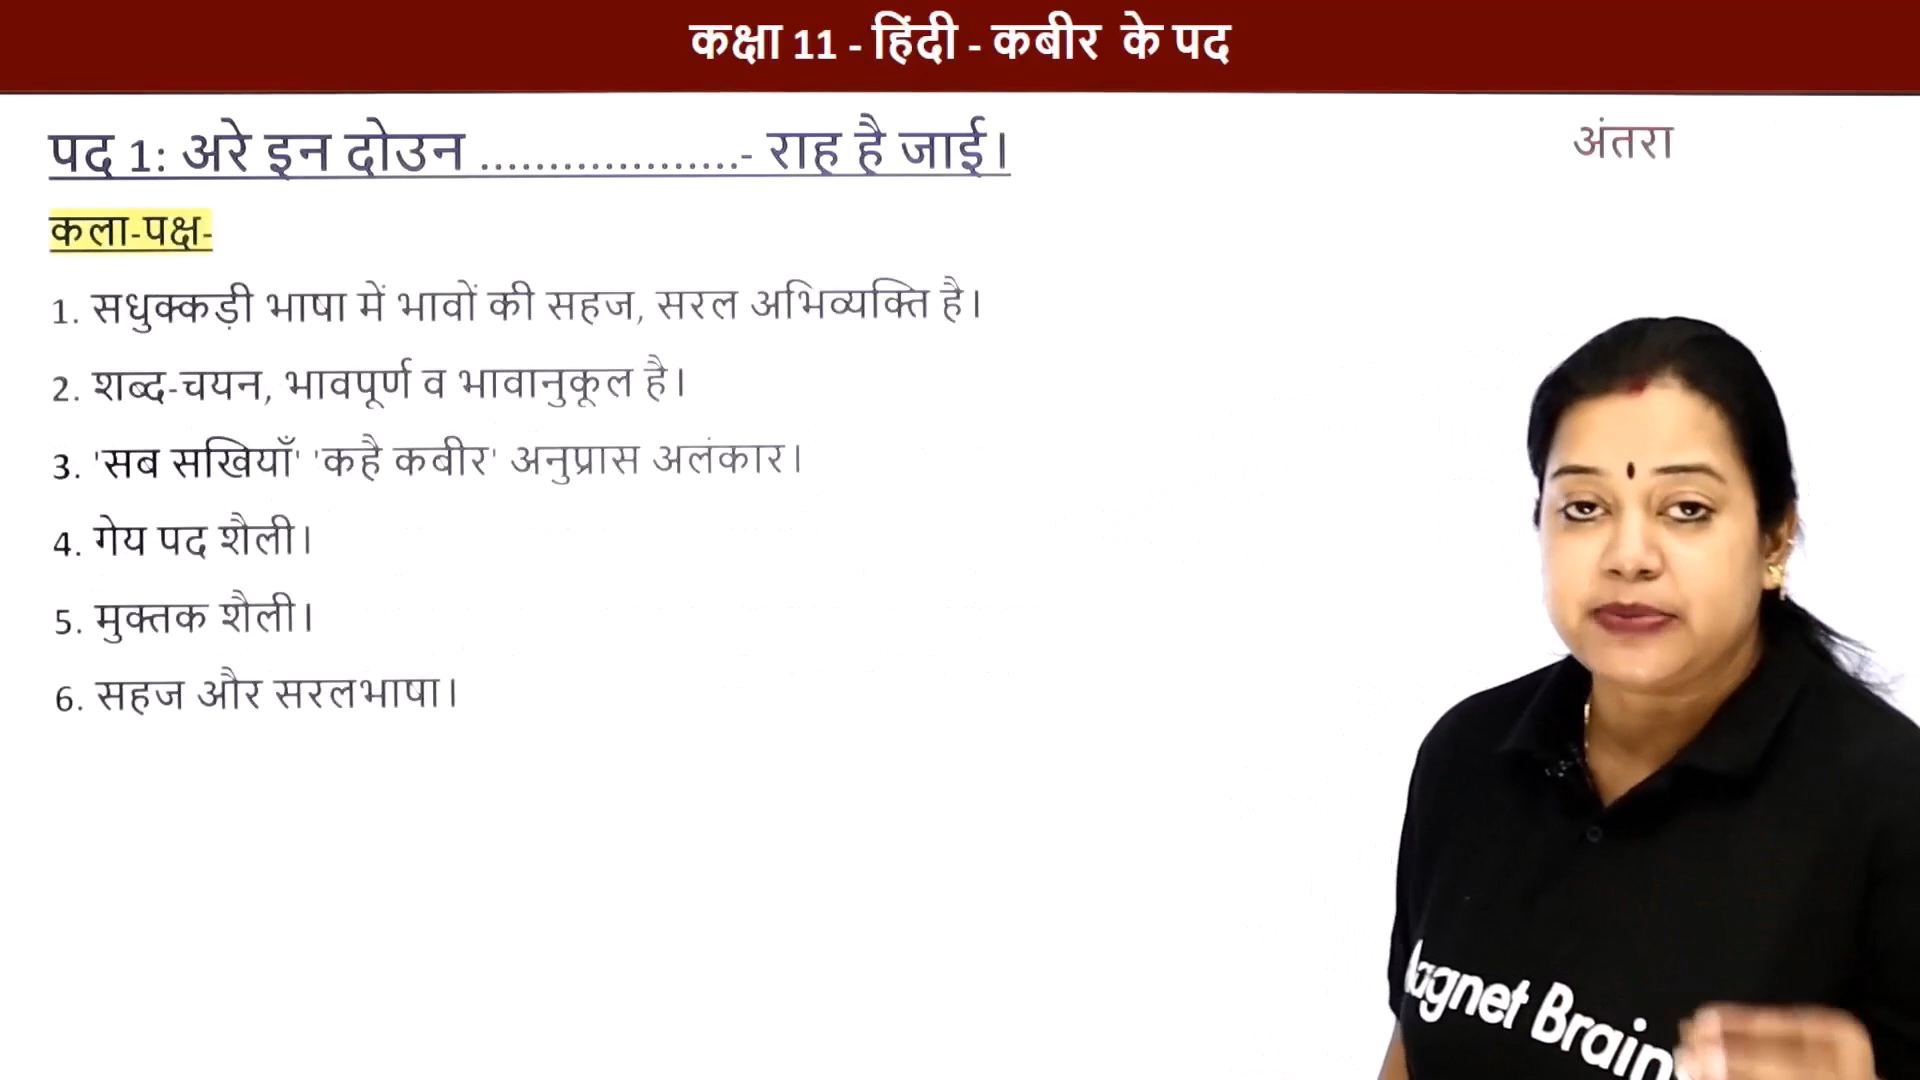 कक्षा 11 - हिंदी - कबीर के पद
पद 1: अरे इन दोउन ...................- राह है जाई।
अंतरा
कला-पक्ष-
1. सधुक्कड़ी भाषा में भावों की सहज, सरल अभिव्यक्ति है।
2. शब्द-चयन, भावपूर्ण व भावानुकूल है।
3. 'सब सखियाँ' 'कहै कबीर' अनुप्रास अलंकार।
4. गेय पद शैली।
5. मुक्तक शैली।
6. सहज और सरलभाषा।
agnet Brain